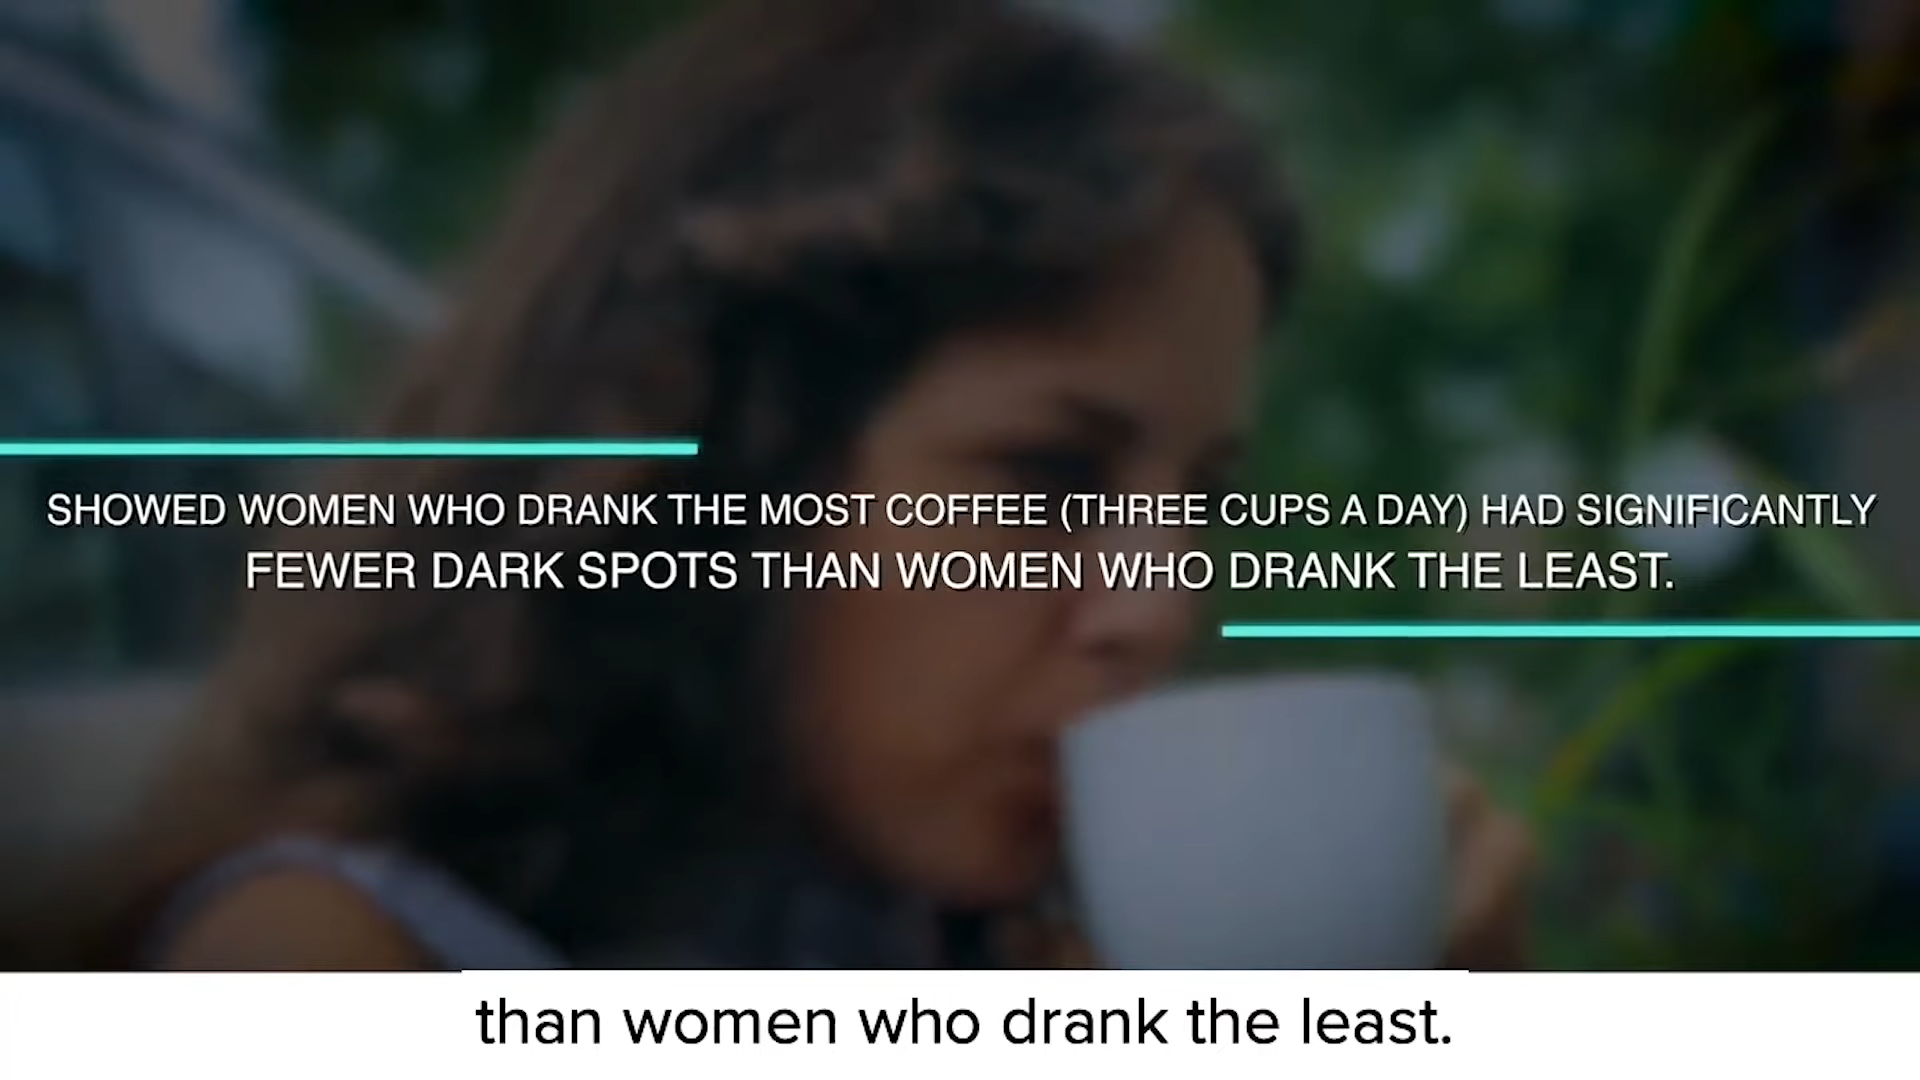 SHOWED WOMEN WHO DRANK THE MOST COFFEE (THREE CUPS A DAY) HAD SIGNIFICANTLY
FEWER DARK SPOTS THAN WOMEN WHO DRANK THE LEAST.
than women who drank the least.